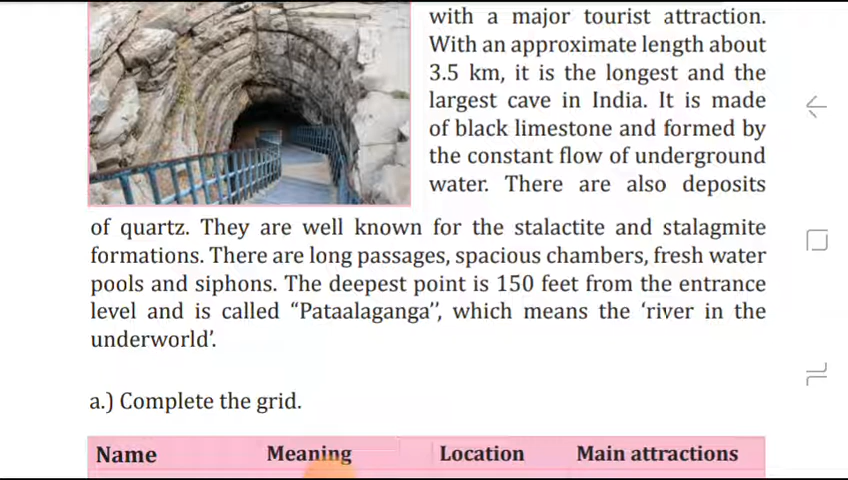 with a major tourist attraction.
With an approximate length about
3.5 km, it is the longest and the
largest cave in India. It is made
of black limestone and formed by
the constant flow of underground
water. There are also deposits
of quartz. They are well known for the stalactite and stalagmite
formations. There are long passages, spacious chambers, fresh water
pools and siphons. The deepest point is 150 feet from the entrance
level and is called “Pataalaganga’’, which means the ‘river in the
underworld’.
a.) Complete the grid.
Name Meaning Location Main attractions